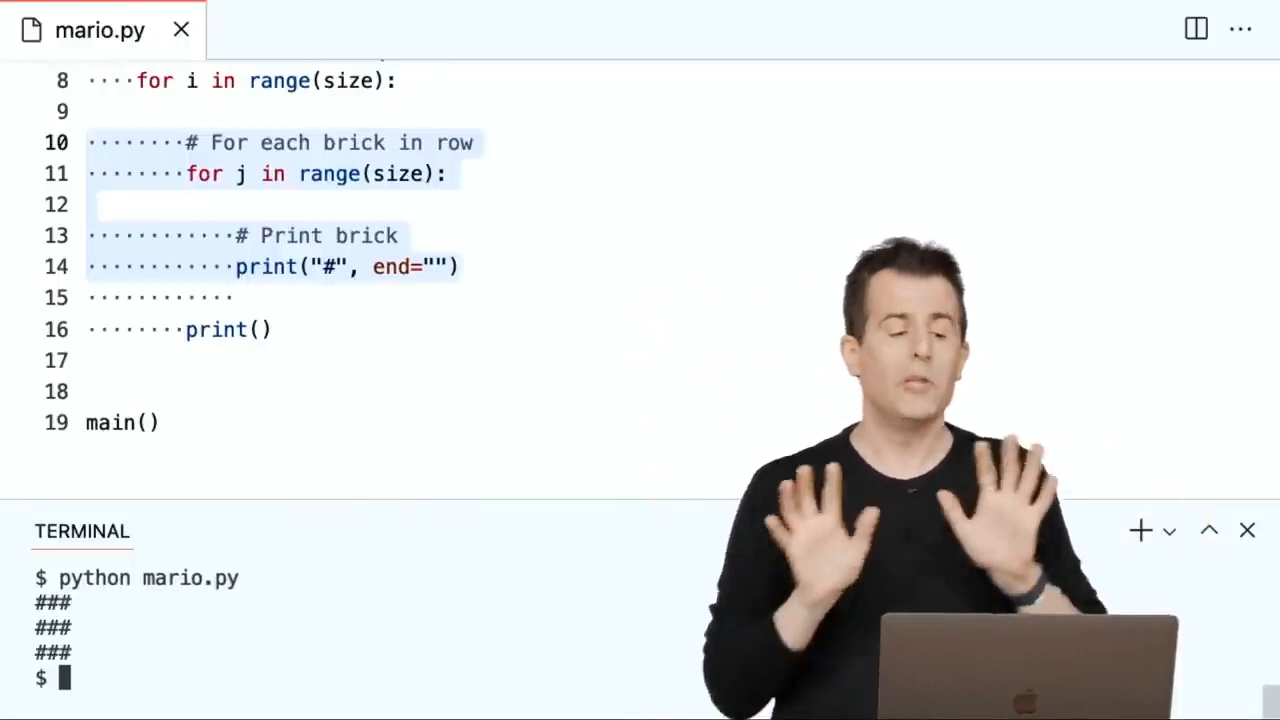 mario.py
8 ····for i in range(size):
9
10 ········# For each brick in row
11 ········for j in range(size):
12
13 ············# Print brick
14 ············print("#", end="")
15 ············
16 ········print()
17
18
19 main()
TERMINAL
$ python mario.py
###
###
###
$